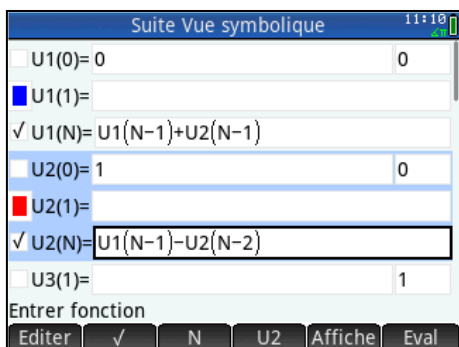 Suite Vue symbolique 11:10 ∠π
U1(0)= 0 0
U1(1)=
√ U1(N)= U1(N-1)+U2(N-1)
U2(0)= 1 0
U2(1)=
√ U2(N)= U1(N-1)-U2(N-2)
U3(1)= 1
Entrer fonction
Editer √ N U2 Affiche Eval